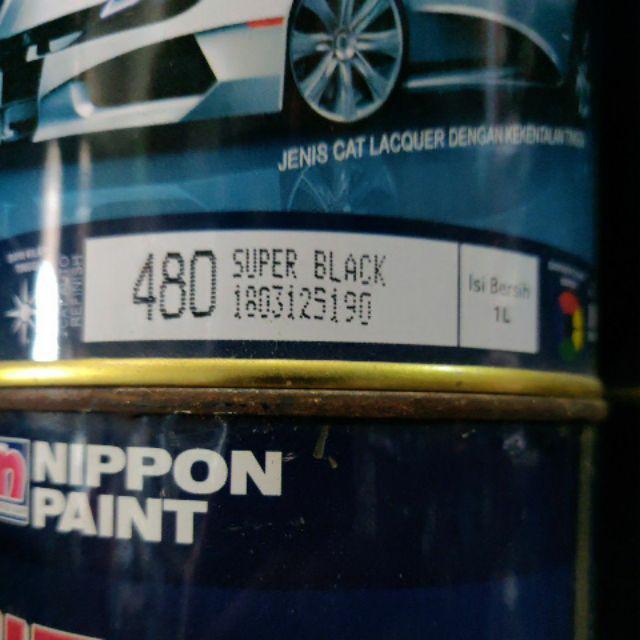 JENIS CAT LACQUER DENGAN KEKENTALAN
480 SUPER BLACK
1803125190
Isi Bersih
1L
NIPPON
PAINT